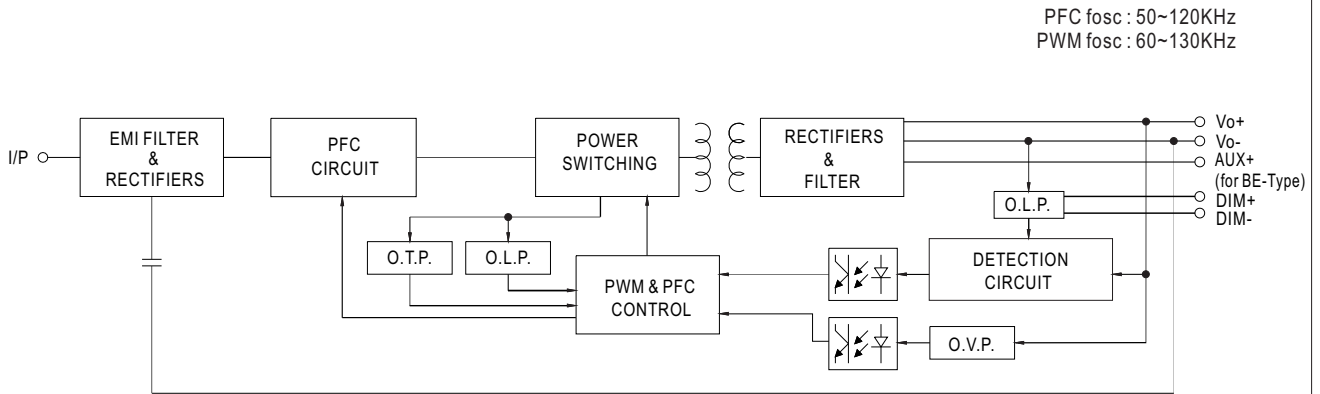 PFC fosc : 50~120KHz
PWM fosc : 60~130KHz
I/P
EMI FILTER
&
RECTIFIERS
PFC
CIRCUIT
POWER
SWITCHING
RECTIFIERS
&
FILTER
Vo+
Vo-
AUX+
(for BE-Type)
DIM+
DIM-
O.L.P.
O.T.P.
O.L.P.
PWM & PFC
CONTROL
DETECTION
CIRCUIT
O.V.P.